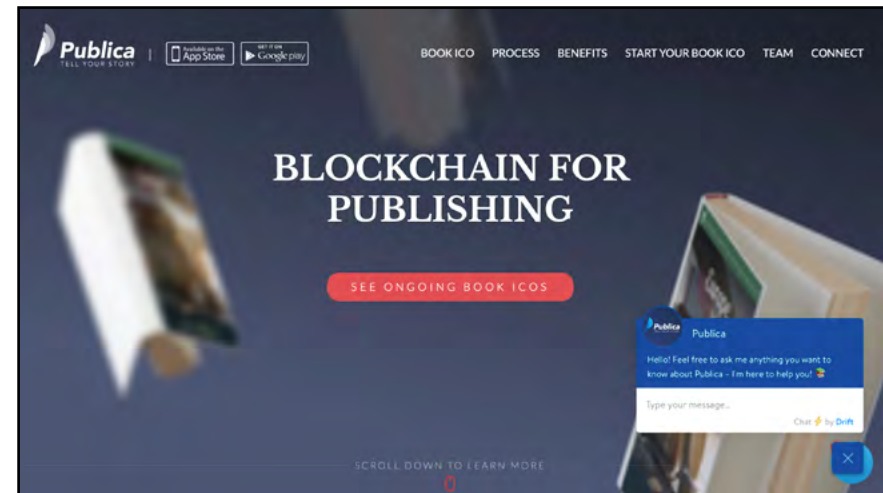 Publica
TELL YOUR STORY
Available on the
App Store
GET IT ON
Google play
BOOK ICO PROCESS BENEFITS START YOUR BOOK ICO TEAM CONNECT
BLOCKCHAIN FOR
PUBLISHING
SEE ONGOING BOOK ICOS
Publica
Publica
Hello! Feel free to ask me anything you want to
know about Publica - I'm here to help you!
Type your message..
Chat ⚡ by Drift
SCROLL DOWN TO LEARN MORE